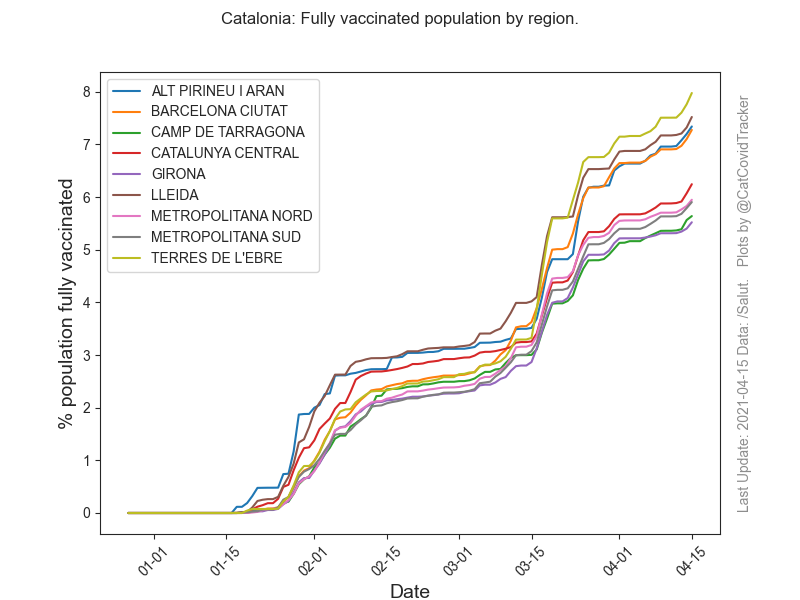 Catalonia: Fully vaccinated population by region.
ALT PIRINEU I ARAN
BARCELONA CIUTAT
CAMP DE TARRAGONA
CATALUNYA CENTRAL
GIRONA
LLEIDA
METROPOLITANA NORD
METROPOLITANA SUD
TERRES DE L'EBRE
% population fully vaccinated
8
7
6
5
4
3
2
1
0
01-01
01-15
02-01
02-15
03-01
03-15
04-01
04-15
Date
Last Update: 2021-04-15 Data: /Salut. Plots by @CatCovidTracker